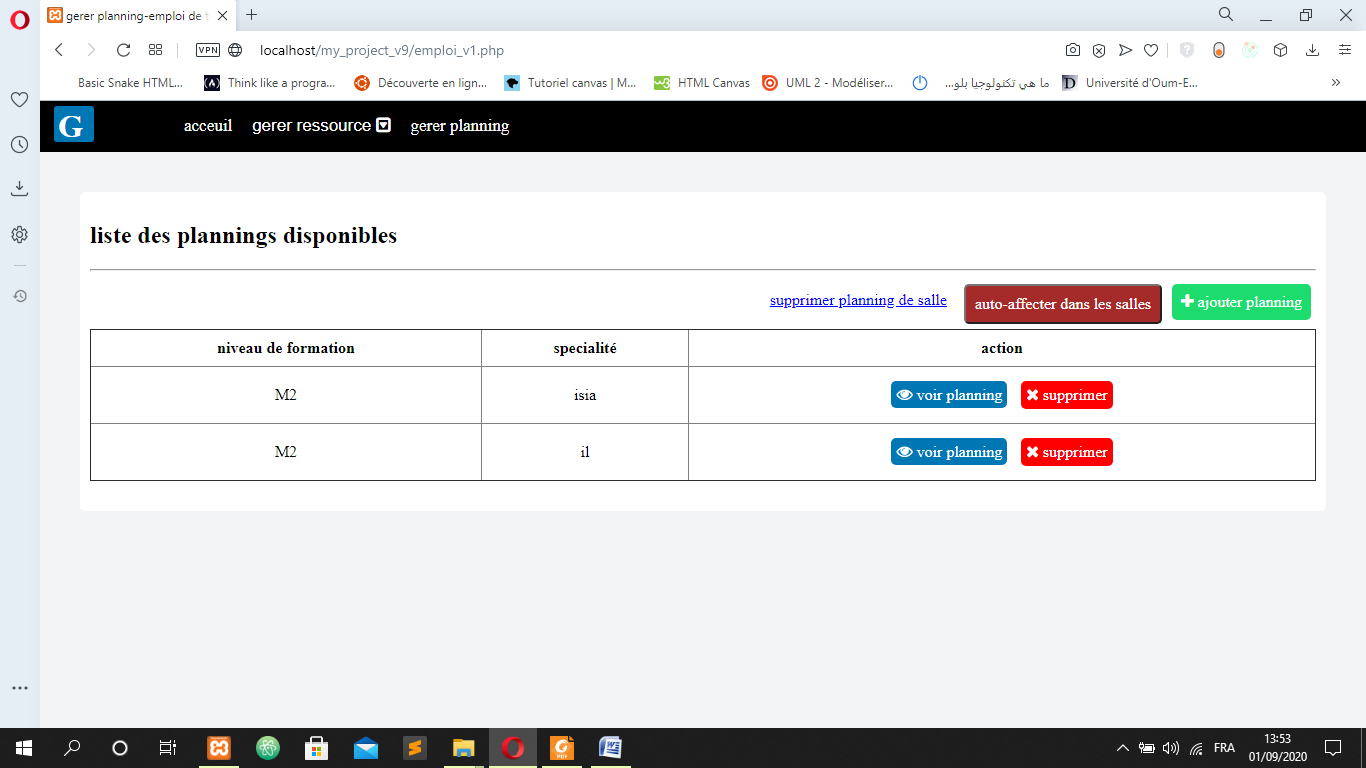 gerer planning-emploi de t
VPN
localhost/my_project_v9/emploi_v1.php
Basic Snake HTML... Think like a progra... Découverte en lign... Tutoriel canvas | M... HTML Canvas UML 2 - Modéliser... ما هي تكنولوجيا بلو... Université d'Oum-E...
G acceuil gerer ressource gerer planning
liste des plannings disponibles
supprimer planning de salle auto-affecter dans les salles ajouter planning
niveau de formation specialité action
M2 isia voir planning supprimer
M2 il voir planning supprimer
FRA
13:53
01/09/2020